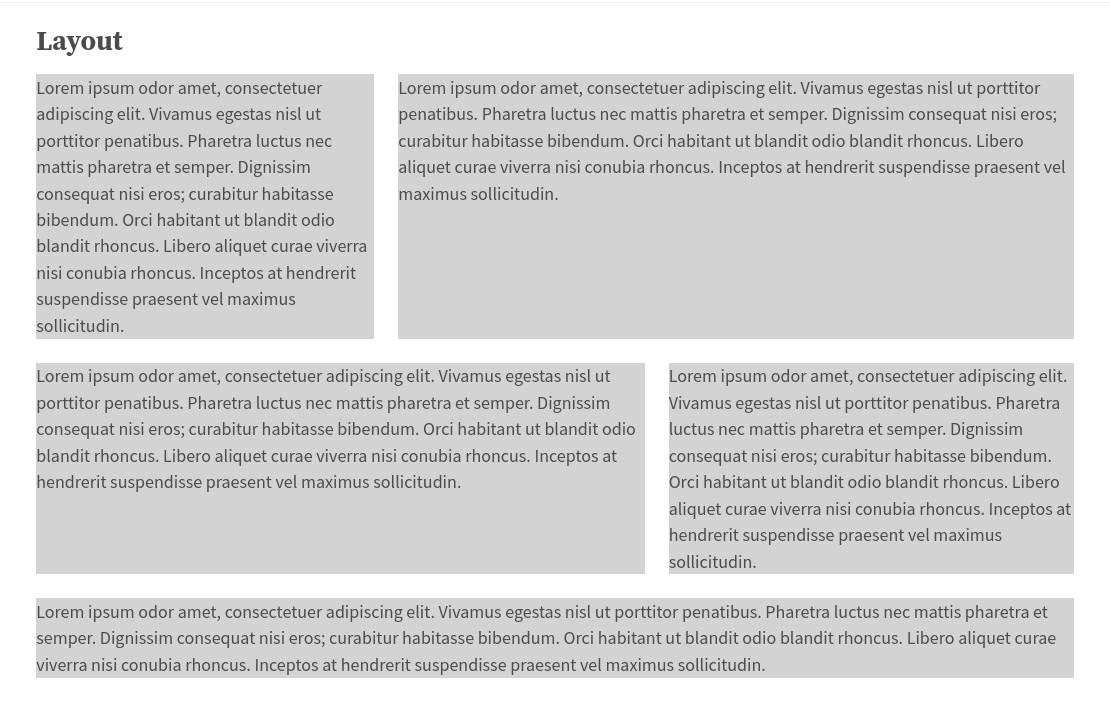 Layout
Lorem ipsum odor amet, consectetuer
adipiscing elit. Vivamus egestas nisl ut
porttitor penatibus. Pharetra luctus nec
mattis pharetra et semper. Dignissim
consequat nisi eros; curabitur habitasse
bibendum. Orci habitant ut blandit odio
blandit rhoncus. Libero aliquet curae viverra
nisi conubia rhoncus. Inceptos at hendrerit
suspendisse praesent vel maximus
sollicitudin.
Lorem ipsum odor amet, consectetuer adipiscing elit. Vivamus egestas nisl ut porttitor
penatibus. Pharetra luctus nec mattis pharetra et semper. Dignissim consequat nisi eros;
curabitur habitasse bibendum. Orci habitant ut blandit odio blandit rhoncus. Libero
aliquet curae viverra nisi conubia rhoncus. Inceptos at hendrerit suspendisse praesent vel
maximus sollicitudin.
Lorem ipsum odor amet, consectetuer adipiscing elit. Vivamus egestas nisl ut
porttitor penatibus. Pharetra luctus nec mattis pharetra et semper. Dignissim
consequat nisi eros; curabitur habitasse bibendum. Orci habitant ut blandit odio
blandit rhoncus. Libero aliquet curae viverra nisi conubia rhoncus. Inceptos at
hendrerit suspendisse praesent vel maximus sollicitudin.
Lorem ipsum odor amet, consectetuer adipiscing elit.
Vivamus egestas nisl ut porttitor penatibus. Pharetra
luctus nec mattis pharetra et semper. Dignissim
consequat nisi eros; curabitur habitasse bibendum.
Orci habitant ut blandit odio blandit rhoncus. Libero
aliquet curae viverra nisi conubia rhoncus. Inceptos at
hendrerit suspendisse praesent vel maximus
sollicitudin.
Lorem ipsum odor amet, consectetuer adipiscing elit. Vivamus egestas nisl ut porttitor penatibus. Pharetra luctus nec mattis pharetra et
semper. Dignissim consequat nisi eros; curabitur habitasse bibendum. Orci habitant ut blandit odio blandit rhoncus. Libero aliquet curae
viverra nisi conubia rhoncus. Inceptos at hendrerit suspendisse praesent vel maximus sollicitudin.